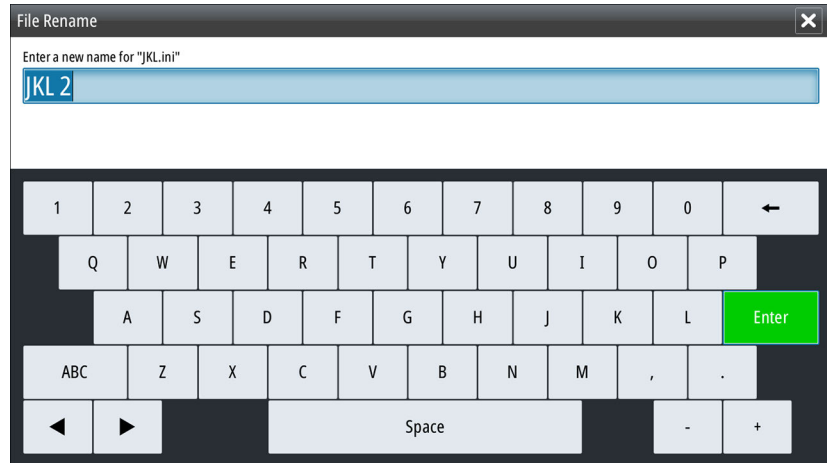 File Rename
Enter a new name for "JKL.ini"
JKL 2
1 2 3 4 5 6 7 8 9 0 ←
Q W E R T Y U I O P
A S D F G H J K L Enter
ABC Z X C V B N M , .
◀ ▶ Space - +